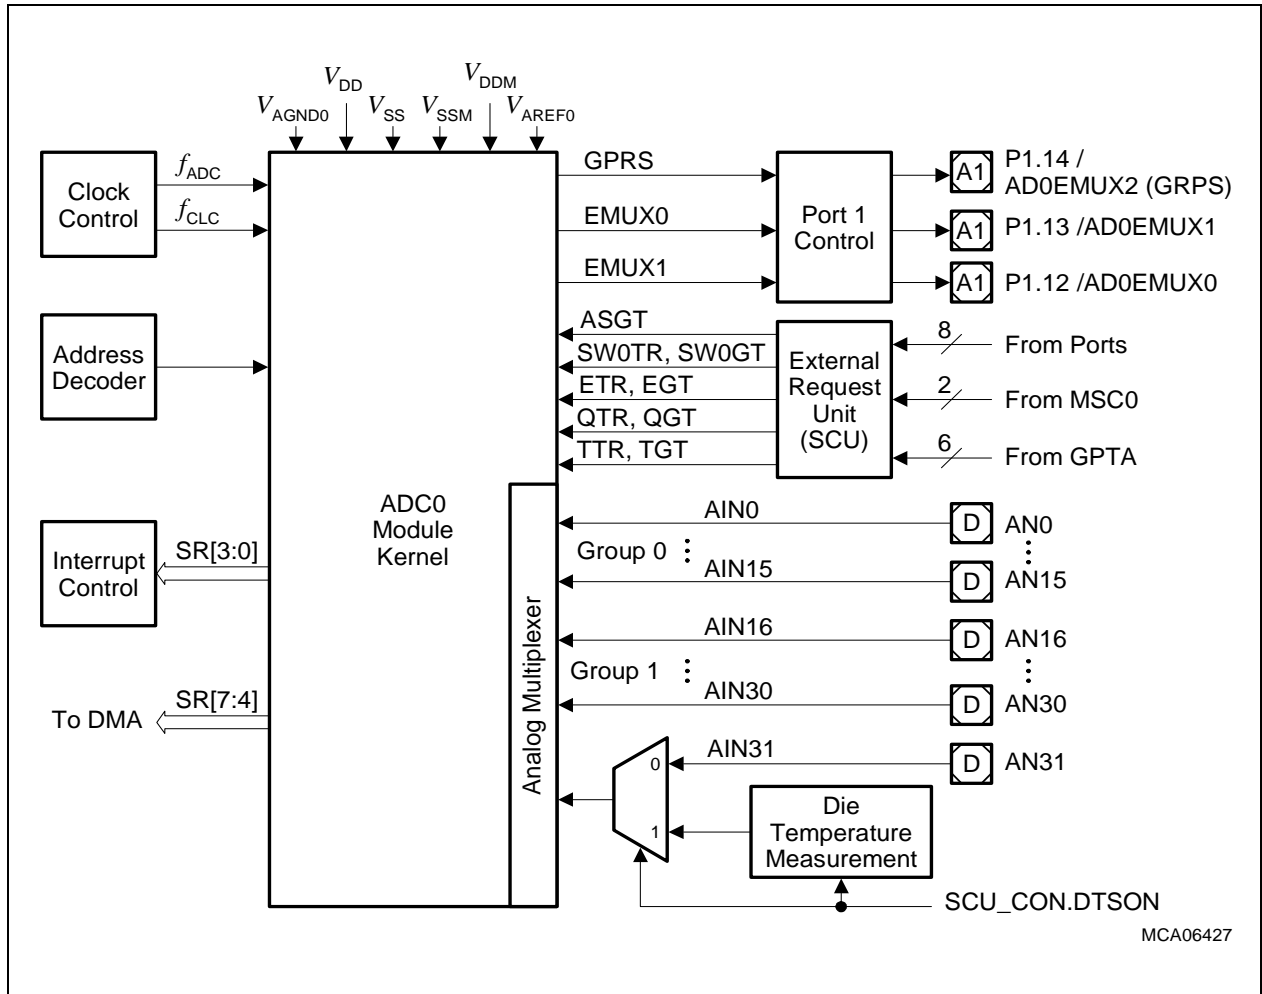 V_DD
V_DDM
V_AGND0
V_SS
V_SSM
V_AREF0
Clock
Control
f_ADC
f_CLC
GPRS
EMUX0
EMUX1
Port 1
Control
A1
P1.14 /
AD0EMUX2 (GRPS)
A1
P1.13 /AD0EMUX1
A1
P1.12 /AD0EMUX0
Address
Decoder
ASGT
SW0TR, SW0GT
ETR, EGT
QTR, QGT
TTR, TGT
External
Request
Unit
(SCU)
8
From Ports
2
From MSC0
6
From GPTA
ADC0
Module
Kernel
Interrupt
Control
SR[3:0]
To DMA
SR[7:4]
Analog Multiplexer
AIN0
D
AN0
Group 0
AIN15
D
AN15
AIN16
D
AN16
Group 1
AIN30
D
AN30
AIN31
D
AN31
0
1
Die
Temperature
Measurement
SCU_CON.DTSON
MCA06427